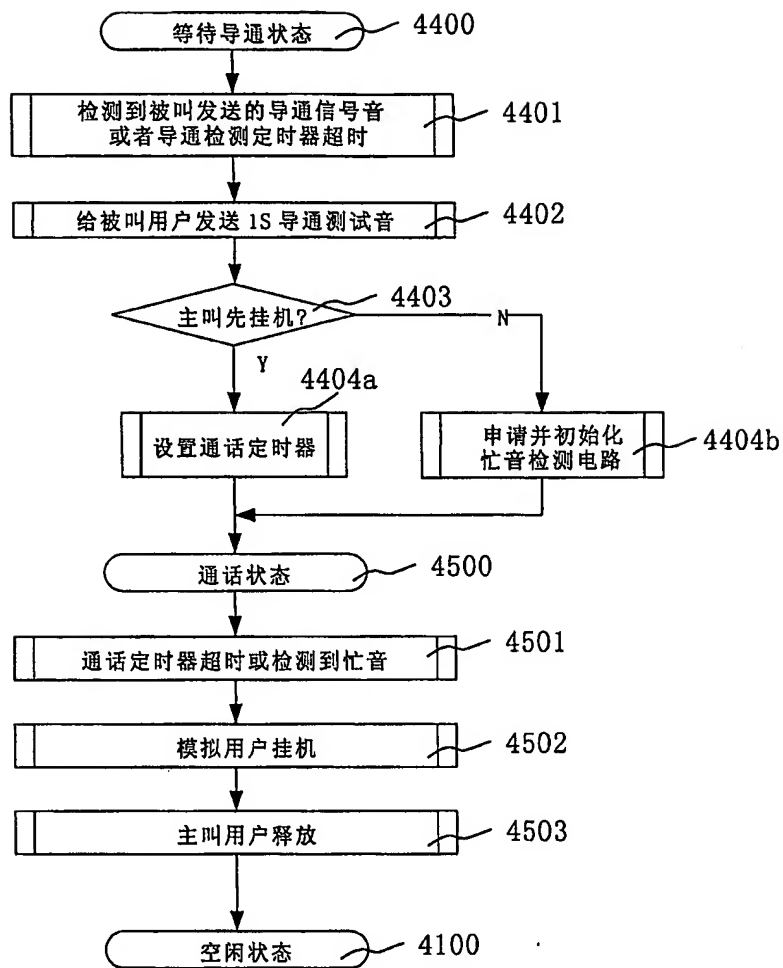 等待导通状态
4400
检测到被叫发送的导通信号音
或者导通检测定时器超时
4401
给被叫用户发送 1S 导通测试音
4402
主叫先挂机?
4403
N
Y
4404a
设置通话定时器
申请并初始化
忙音检测电路
4404b
通话状态
4500
通话定时器超时或检测到忙音
4501
模拟用户挂机
4502
主叫用户释放
4503
空闲状态
4100